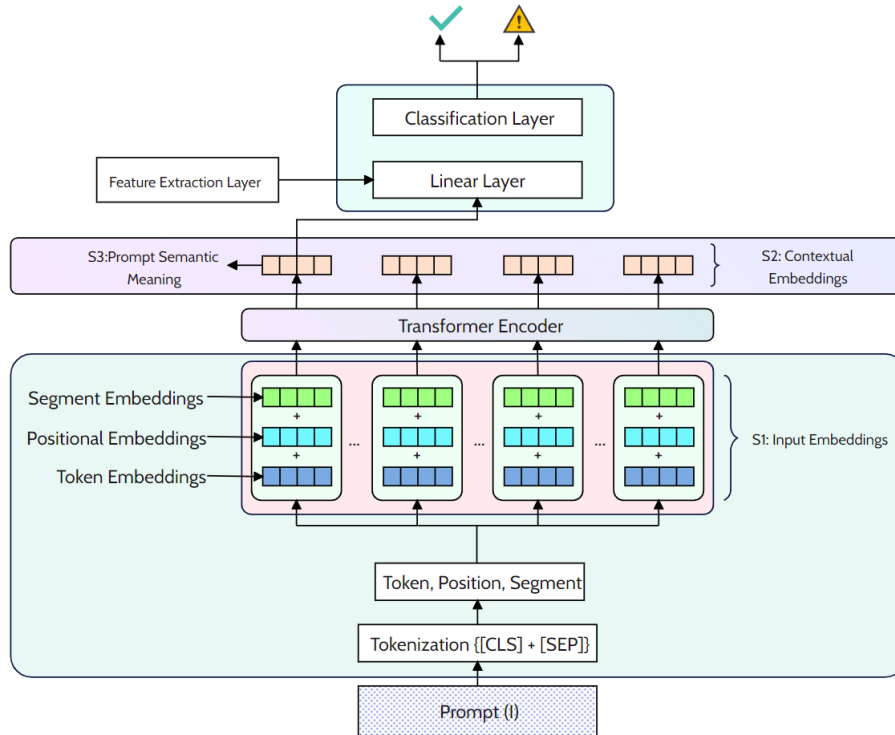 Classification Layer
Feature Extraction Layer
Linear Layer
S3:Prompt Semantic
Meaning
S2: Contextual
Embeddings
Transformer Encoder
Segment Embeddings
+ + + +
Positional Embeddings
... ... ...
S1: Input Embeddings
+ + + +
Token Embeddings
Token, Position, Segment
Tokenization {[CLS] + [SEP]}
Prompt (I)